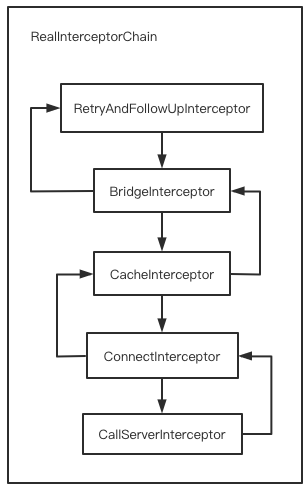 RealInterceptorChain
RetryAndFollowUpInterceptor
BridgeInterceptor
CacheInterceptor
ConnectInterceptor
CallServerInterceptor